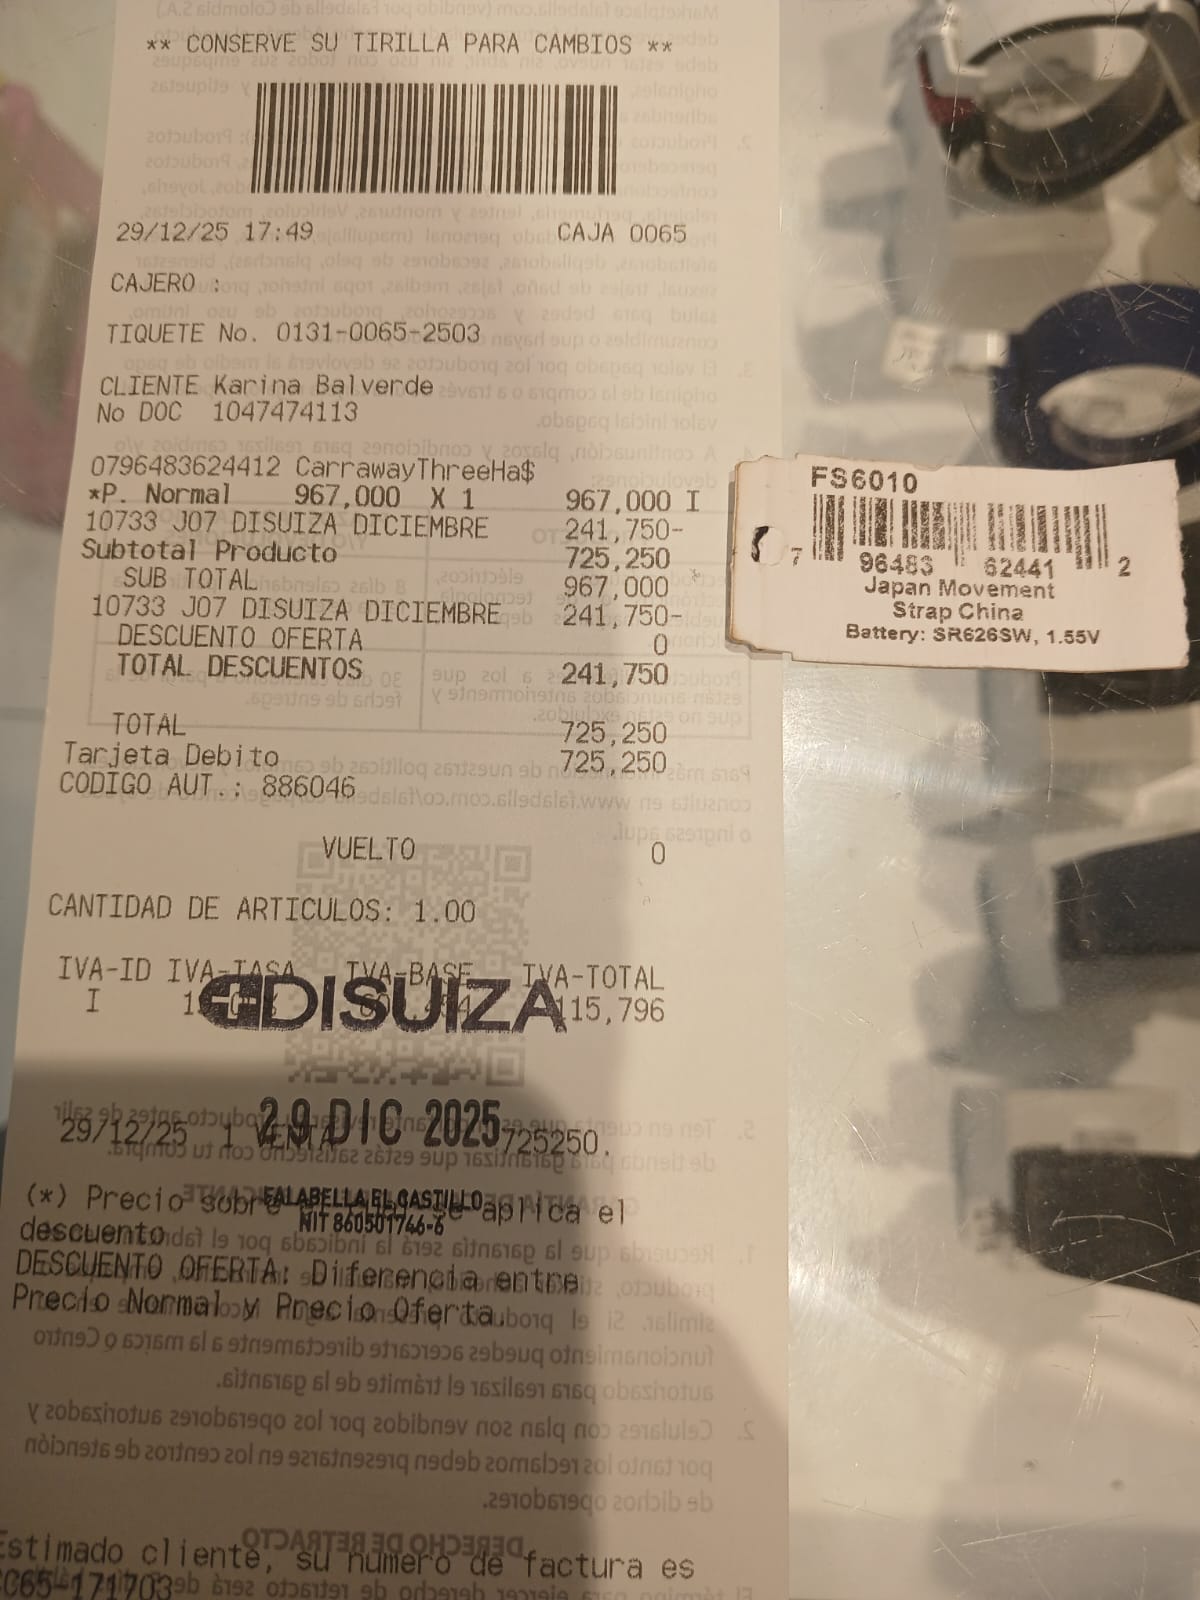 ** CONSERVE SU TIRILLA PARA CAMBIOS **
29/12/25 17:49 CAJA 0065
CAJERO :
TIQUETE No. 0131-0065-2503
CLIENTE Karina Balverde
No DOC 1047474113
0796483624412 CarrawayThreeHa$
*P. Normal 967,000 X 1 967,000 I
10733 J07 DISUIZA DICIEMBRE 241,750-
Subtotal Producto 725,250
SUB TOTAL 967,000
10733 J07 DISUIZA DICIEMBRE 241,750-
DESCUENTO OFERTA 0
TOTAL DESCUENTOS 241,750
TOTAL 725,250
Tarjeta Debito 725,250
CODIGO AUT.: 886046
VUELTO 0
CANTIDAD DE ARTICULOS: 1.00
IVA-ID IVA-TASA IVA-BASE IVA-TOTAL
I 115,796
DISUIZA
29 DIC 2025
29/12/25 1 VENTA 725250.
FALABELLA EL CASTILLO
NIT 860501746-6
(*) Precio sobre se aplica el
descuento
DESCUENTO OFERTA: Diferencia entre
Precio Normal y Precio Oferta.
Estimado cliente, su numero de factura es
CC65-171703
FS6010
7 96483 62441 2
Japan Movement
Strap China
Battery: SR626SW, 1.55V